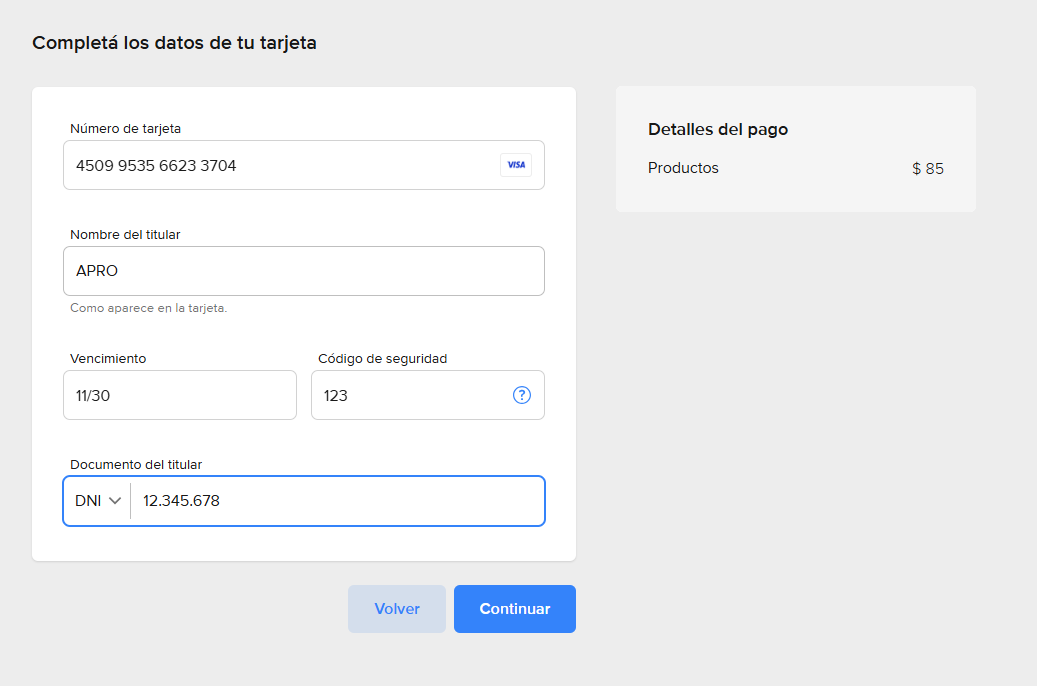 Completá los datos de tu tarjeta
Número de tarjeta
4509 9535 6623 3704
VISA
Nombre del titular
APRO
Como aparece en la tarjeta.
Vencimiento
Código de seguridad
11/30
123
?
Documento del titular
DNI
12.345.678
Volver
Continuar
Detalles del pago
Productos
$ 85